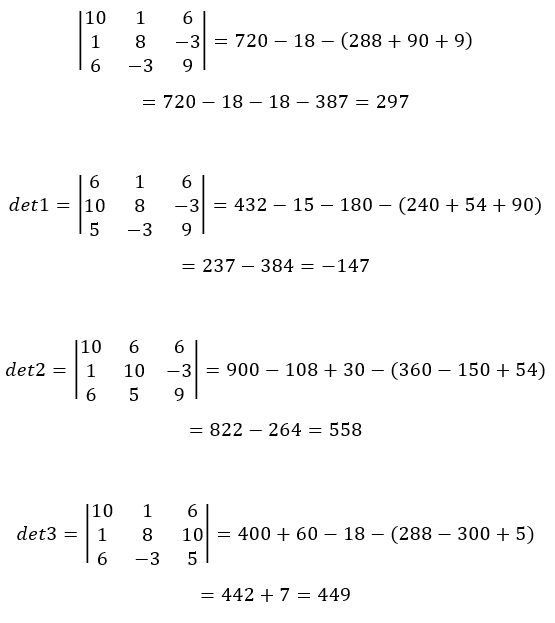 |10 1 6|
|1 8 −3| = 720 − 18 − (288 + 90 + 9)
|6 −3 9|
= 720 − 18 − 18 − 387 = 297
|6 1 6|
det1 = |10 8 −3| = 432 − 15 − 180 − (240 + 54 + 90)
|5 −3 9|
= 237 − 384 = −147
|10 6 6|
det2 = |1 10 −3| = 900 − 108 + 30 − (360 − 150 + 54)
|6 5 9|
= 822 − 264 = 558
|10 1 6|
det3 = |1 8 10| = 400 + 60 − 18 − (288 − 300 + 5)
|6 −3 5|
= 442 + 7 = 449